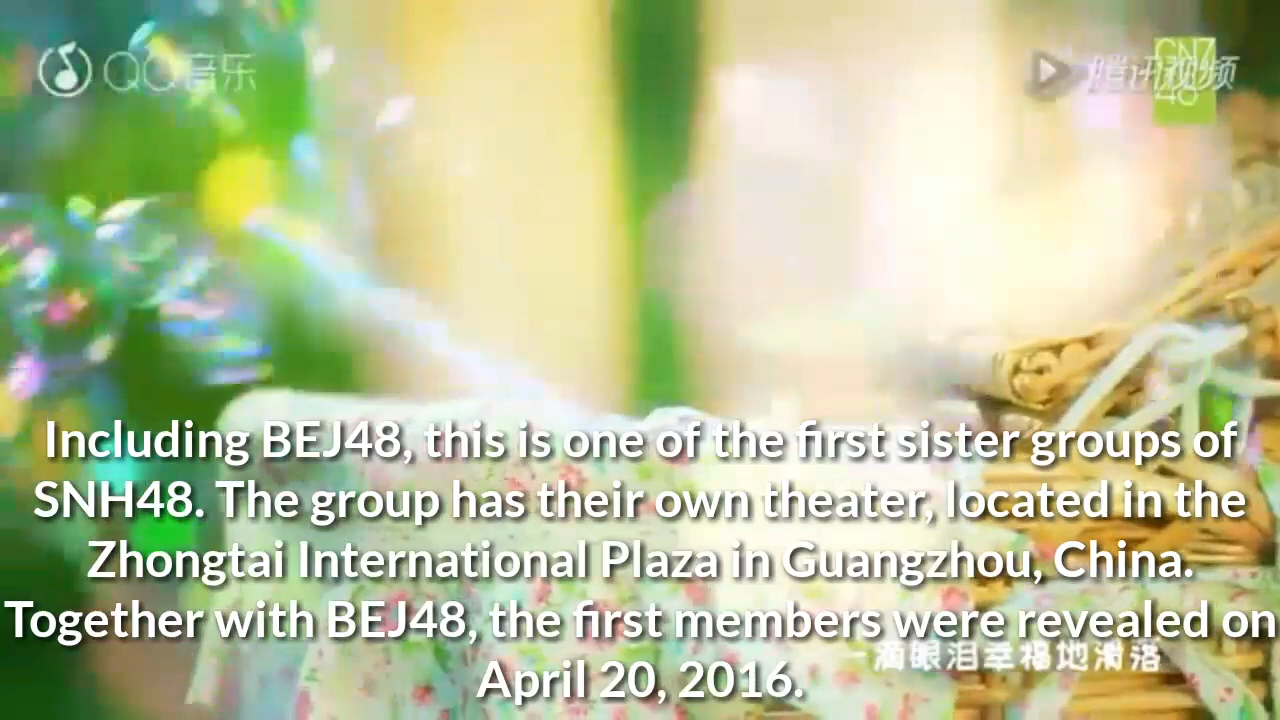 QQ音乐
腾讯视频
GNZ
48
Including BEJ48, this is one of the first sister groups of
SNH48. The group has their own theater, located in the
Zhongtai International Plaza in Guangzhou, China.
Together with BEJ48, the first members were revealed on
一滴眼泪幸福地滑落
April 20, 2016.